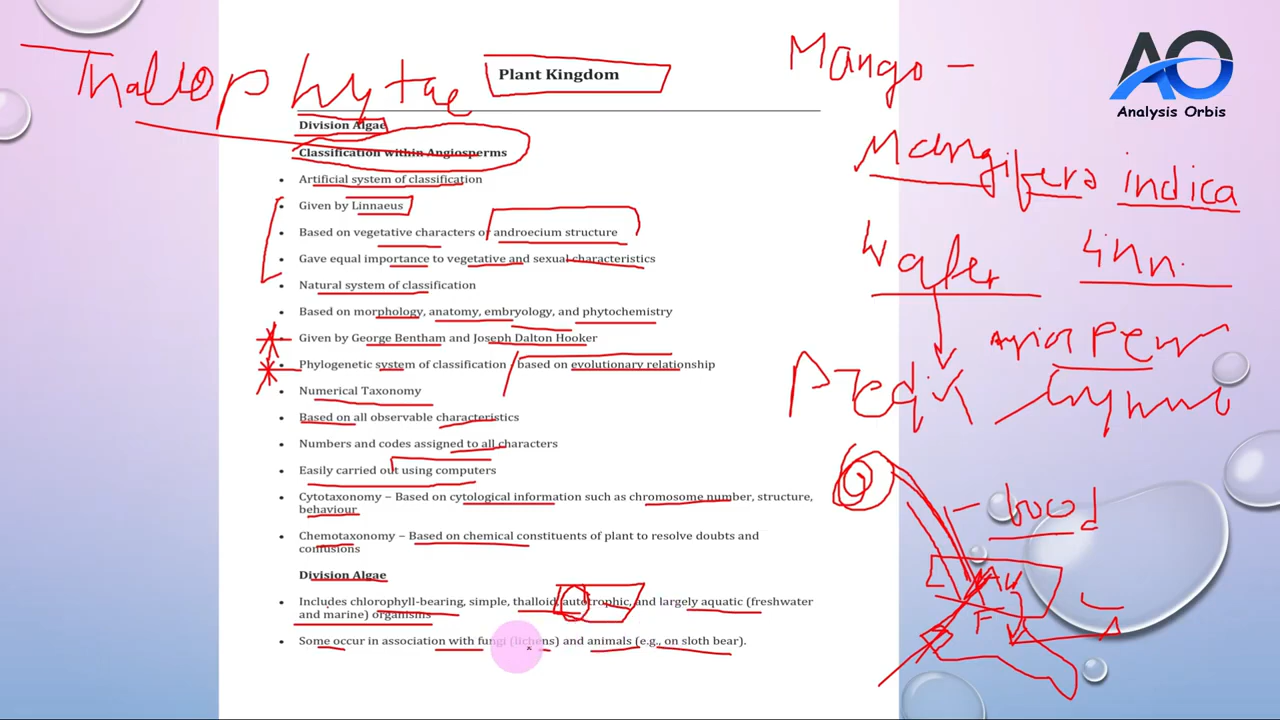 Thallophytae
Plant Kingdom
Mango –
AO
Analysis Orbis
Division Algae
Classification within Angiosperms
• Artificial system of classification
• Given by Linnaeus
• Based on vegetative characters or androecium structure
• Gave equal importance to vegetative and sexual characteristics
• Natural system of classification
• Based on morphology, anatomy, embryology, and phytochemistry
• Given by George Bentham and Joseph Dalton Hooker
• Phylogenetic system of classification - based on evolutionary relationship
• Numerical Taxonomy
• Based on all observable characteristics
• Numbers and codes assigned to all characters
• Easily carried out using computers
• Cytotaxonomy – Based on cytological information such as chromosome number, structure,
behaviour
• Chemotaxonomy – Based on chemical constituents of plant to resolve doubts and
confusions
Division Algae
• Includes chlorophyll-bearing, simple, thalloid, autotrophic, and largely aquatic (freshwater
and marine) organisms
• Some occur in association with fungi (lichens) and animals (e.g., on sloth bear).
Mangifera indica
Linn.